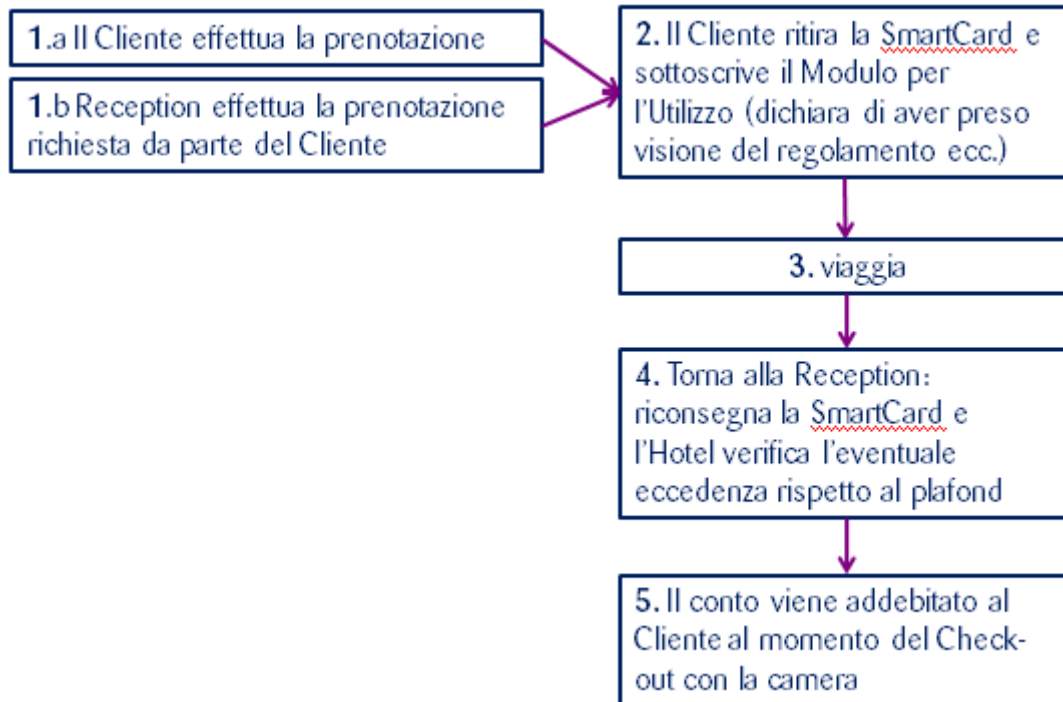 1.a Il Cliente effettua la prenotazione
1.b Reception effettua la prenotazione
richiesta da parte del Cliente
2. Il Cliente ritira la SmartCard e
sottoscrive il Modulo per
l'Utilizzo (dichiara di aver preso
visione del regolamento ecc.)
3. viaggia
4. Torna alla Reception:
riconsegna la SmartCard e
l'Hotel verifica l'eventuale
eccedenza rispetto al plafond
5. Il conto viene addebitato al
Cliente al momento del Check-
out con la camera